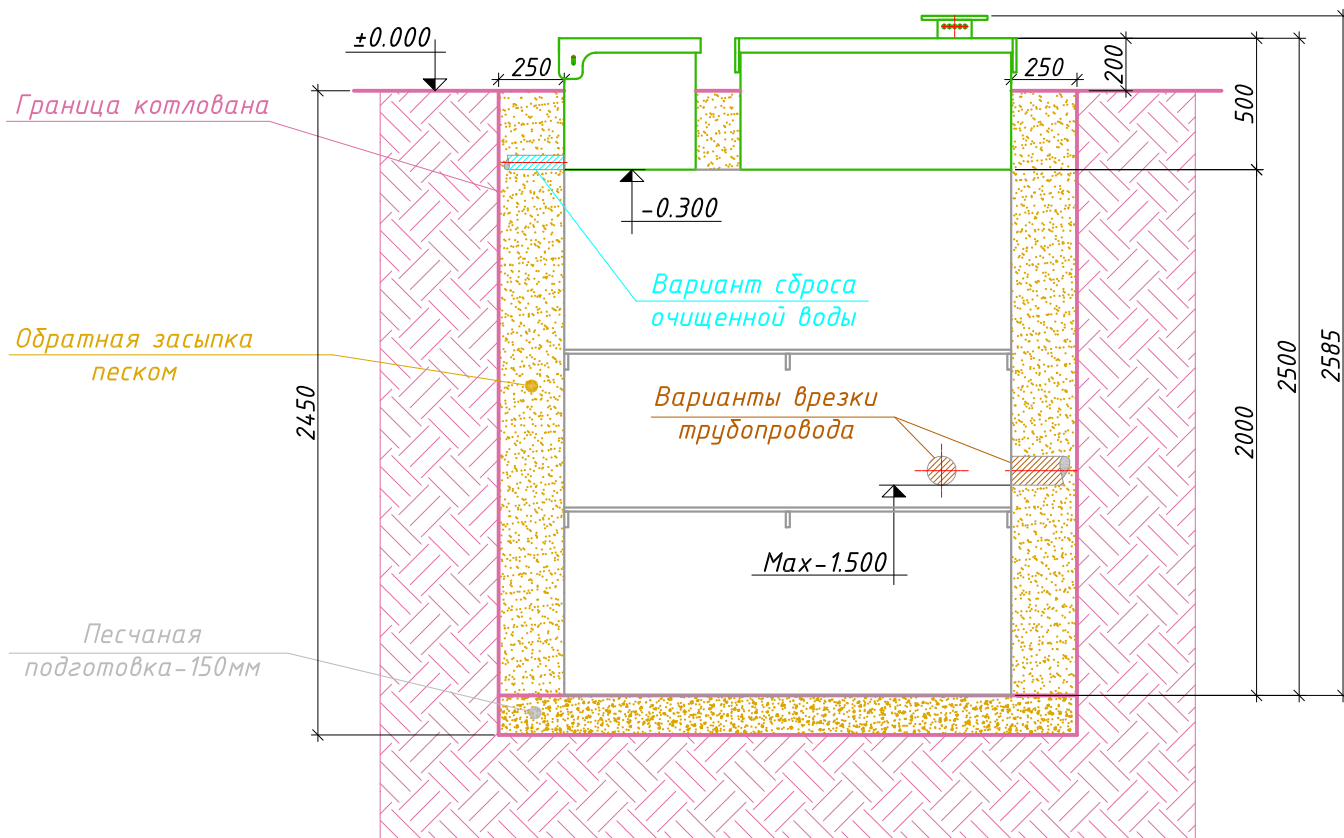 ±0.000
250
250
200
500
Граница котлована
-0.300
Вариант сброса
очищенной воды
Обратная засыпка
песком
2450
Варианты врезки
трубопровода
2000
2500
2585
Max-1.500
Песчаная
подготовка-150мм